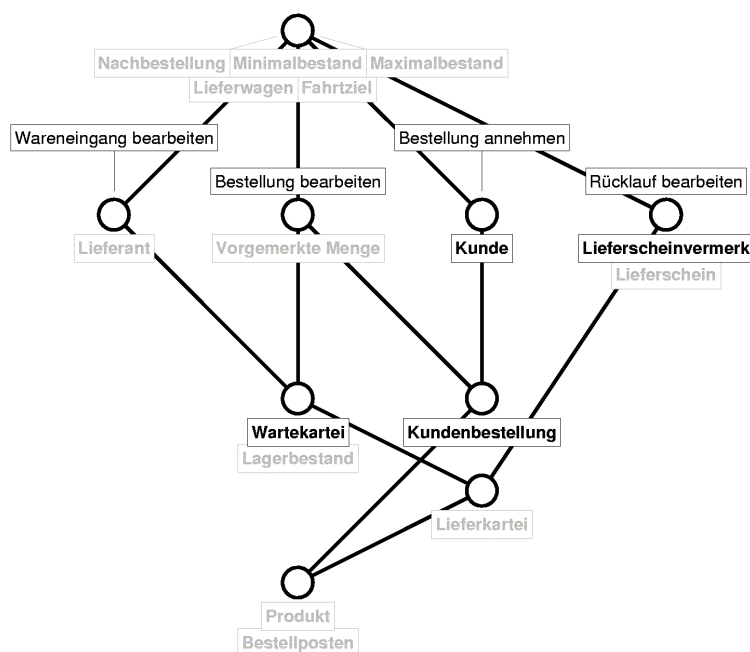 Nachbestellung Minimalbestand Maximalbestand
Lieferwagen Fahrtziel
Wareneingang bearbeiten
Bestellung annehmen
Bestellung bearbeiten
Rücklauf bearbeiten
Lieferant
Vorgemerkte Menge
Kunde
Lieferscheinvermerk
Lieferschein
Wartekartei
Kundenbestellung
Lagerbestand
Lieferkartei
Produkt
Bestellposten